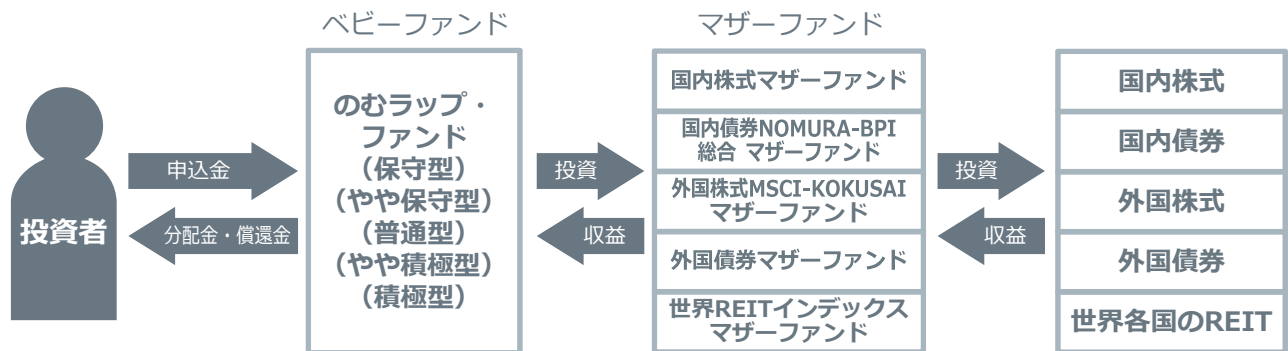 ベビーファンド
マザーファンド
投資者
申込金
分配金・償還金
のむラップ・
ファンド
(保守型)
(やや保守型)
(普通型)
(やや積極型)
(積極型)
投資
収益
国内株式マザーファンド
国内債券NOMURA-BPI
総合 マザーファンド
外国株式MSCI-KOKUSAI
マザーファンド
外国債券マザーファンド
世界REITインデックス
マザーファンド
投資
収益
国内株式
国内債券
外国株式
外国債券
世界各国のREIT